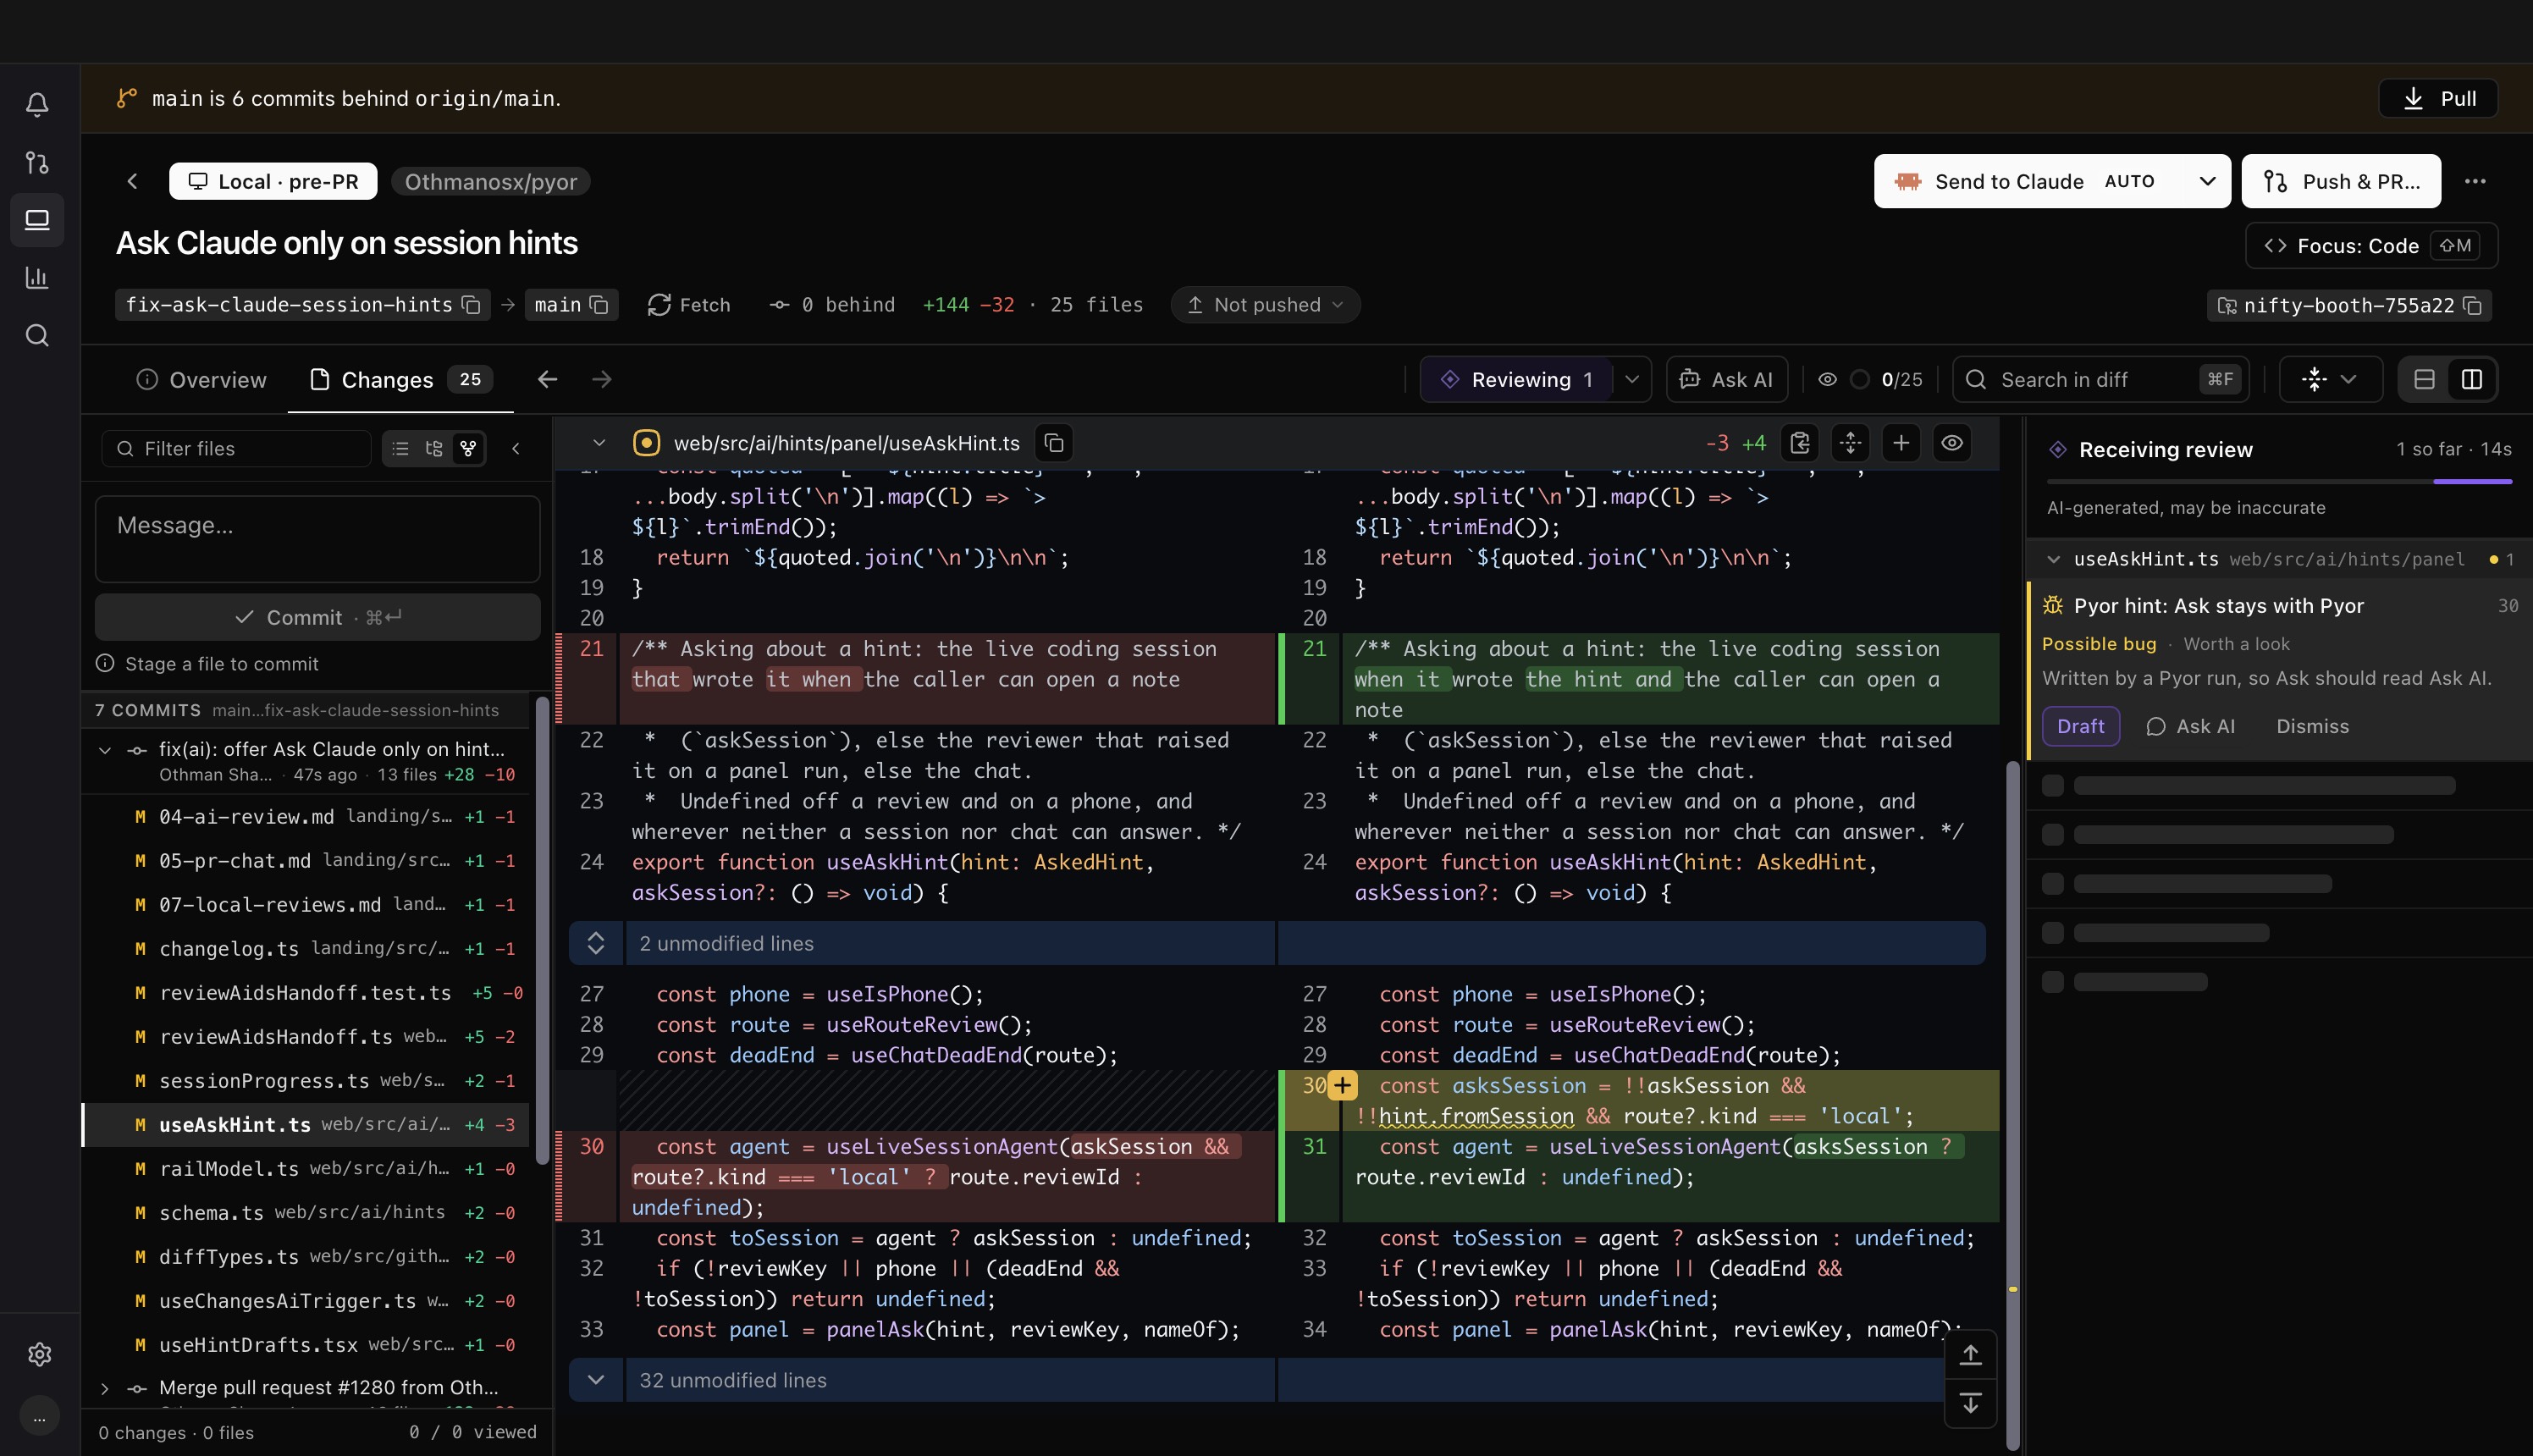 main is 6 commits behind origin/main.
Pull
Local · pre-PR
Othmanosx/pyor
Send to Claude AUTO
Push & PR...
Ask Claude only on session hints
Focus: Code ⇧M
fix-ask-claude-session-hints → main
Fetch
0 behind +144 −32 · 25 files
Not pushed
nifty-booth-755a22
Overview
Changes 25
Reviewing 1
Ask AI
0/25
Search in diff ⌘F
Filter files
Message...
Commit · ⌘↵
Stage a file to commit
7 COMMITS main...fix-ask-claude-session-hints
fix(ai): offer Ask Claude only on hint...
Othman Sha... · 47s ago · 13 files +28 −10
M 04-ai-review.md landing/s... +1 −1
M 05-pr-chat.md landing/src... +1 −1
M 07-local-reviews.md land... +1 −1
M changelog.ts landing/src/... +1 −1
M reviewAidsHandoff.test.ts +5 −0
M reviewAidsHandoff.ts web... +5 −2
M sessionProgress.ts web/s... +2 −1
M useAskHint.ts web/src/ai/... +4 −3
M railModel.ts web/src/ai/h... +1 −0
M schema.ts web/src/ai/hints +2 −0
M diffTypes.ts web/src/gith... +2 −0
M useChangesAiTrigger.ts w... +2 −0
M useHintDrafts.tsx web/src... +1 −0
Merge pull request #1280 from Oth...
0 changes · 0 files
0 / 0 viewed
...
web/src/ai/hints/panel/useAskHint.ts
-3 +4
...body.split('\n')].map((l) => `>
${l}`.trimEnd());
18 return `${quoted.join('\n')}\n\n`;
19 }
20
21 /** Asking about a hint: the live coding session
that wrote it when the caller can open a note
22 * (`askSession`), else the reviewer that raised
it on a panel run, else the chat.
23 * Undefined off a review and on a phone, and
wherever neither a session nor chat can answer. */
24 export function useAskHint(hint: AskedHint,
askSession?: () => void) {
2 unmodified lines
27 const phone = useIsPhone();
28 const route = useRouteReview();
29 const deadEnd = useChatDeadEnd(route);
30 const agent = useLiveSessionAgent(askSession &&
route?.kind === 'local' ? route.reviewId :
undefined);
31 const toSession = agent ? askSession : undefined;
32 if (!reviewKey || phone || (deadEnd &&
!toSession)) return undefined;
33 const panel = panelAsk(hint, reviewKey, nameOf);
32 unmodified lines
...body.split('\n')].map((l) => `>
${l}`.trimEnd());
18 return `${quoted.join('\n')}\n\n`;
19 }
20
21 /** Asking about a hint: the live coding session
when it wrote the hint and the caller can open a
note
22 * (`askSession`), else the reviewer that raised
it on a panel run, else the chat.
23 * Undefined off a review and on a phone, and
wherever neither a session nor chat can answer. */
24 export function useAskHint(hint: AskedHint,
askSession?: () => void) {
27 const phone = useIsPhone();
28 const route = useRouteReview();
29 const deadEnd = useChatDeadEnd(route);
30 const asksSession = !!askSession &&
!!hint.fromSession && route?.kind === 'local';
31 const agent = useLiveSessionAgent(asksSession ?
route.reviewId : undefined);
32 const toSession = agent ? askSession : undefined;
33 if (!reviewKey || phone || (deadEnd &&
!toSession)) return undefined;
34 const panel = panelAsk(hint, reviewKey, nameOf);
Receiving review
1 so far · 14s
AI-generated, may be inaccurate
useAskHint.ts web/src/ai/hints/panel 1
Pyor hint: Ask stays with Pyor 30
Possible bug · Worth a look
Written by a Pyor run, so Ask should read Ask AI.
Draft
Ask AI
Dismiss